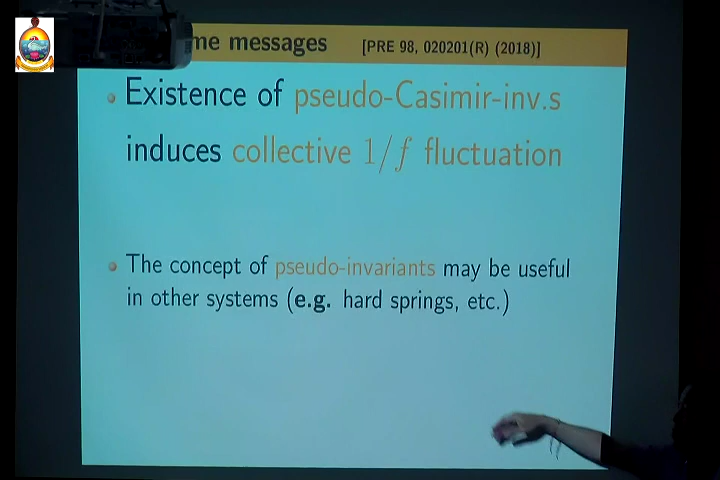 me messages [PRE 98, 020201(R) (2018)]
Existence of pseudo-Casimir-inv.s
induces collective 1/f fluctuation
The concept of pseudo-invariants may be useful
in other systems (e.g. hard springs, etc.)